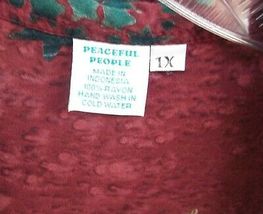 PEACEFUL
PEOPLE
MADE IN
INDONESIA
100% RAYON
HAND WASH IN
COLD WATER
1X